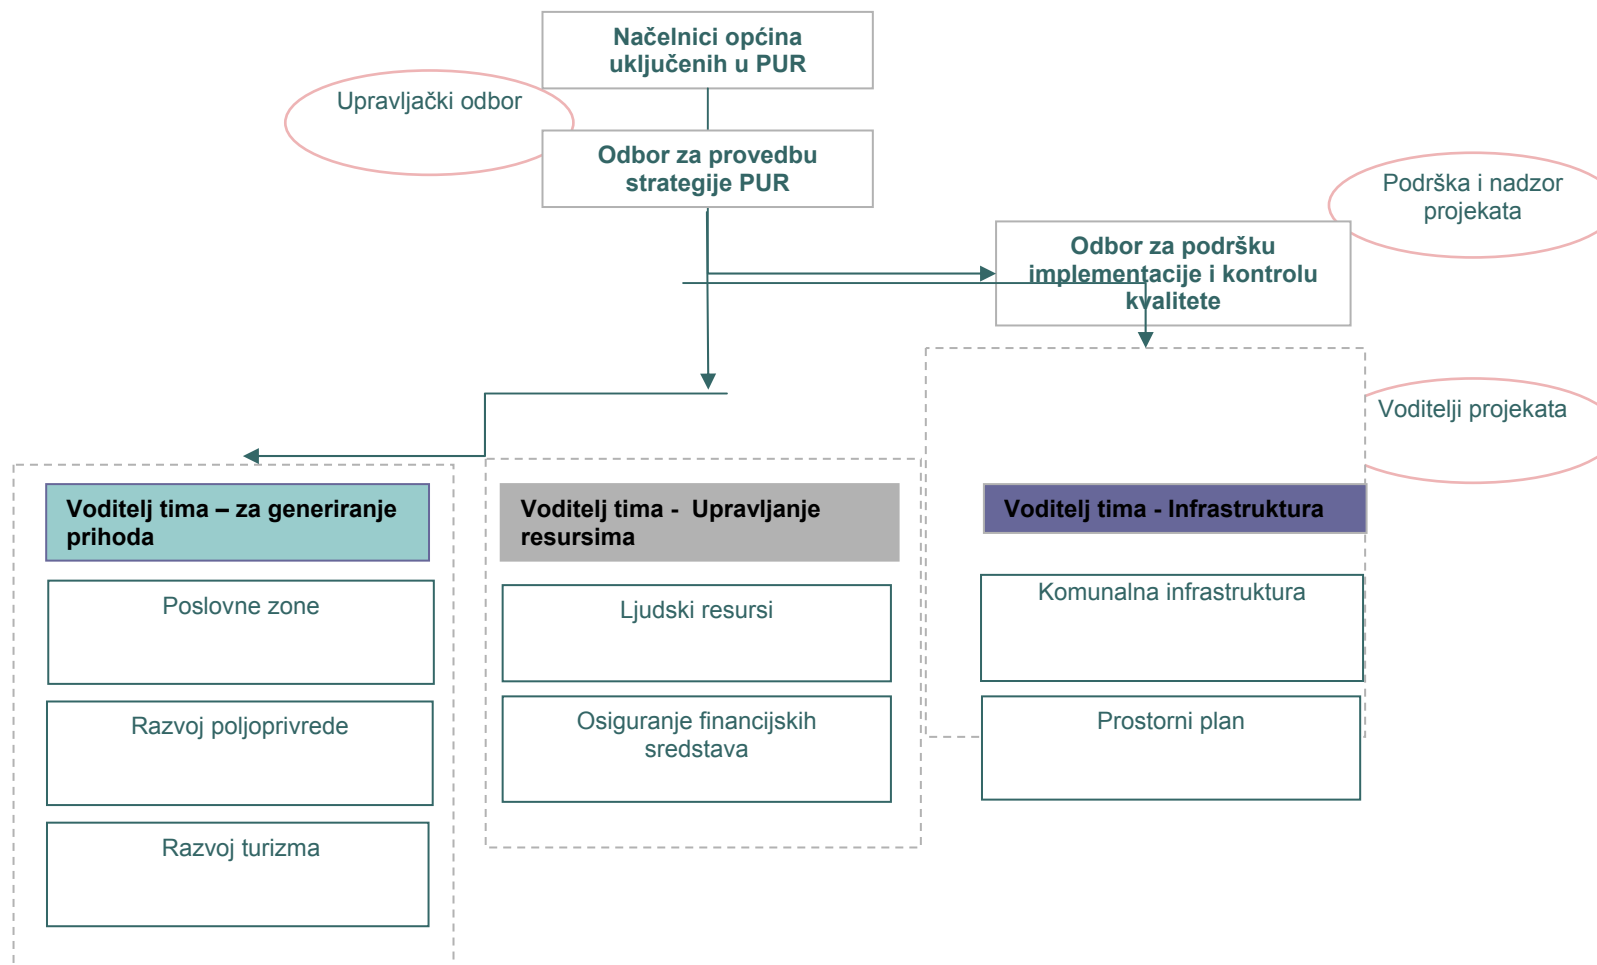 Načelnici općina
uključenih u PUR
Upravljački odbor
Odbor za provedbu
strategije PUR
Podrška i nadzor
projekata
Odbor za podršku
implementacije i kontrolu
kvalitete
Voditelji projekata
Voditelj tima – za generiranje
prihoda
Poslovne zone
Razvoj poljoprivrede
Razvoj turizma
Voditelj tima - Upravljanje
resursima
Ljudski resursi
Osiguranje financijskih
sredstava
Voditelj tima - Infrastruktura
Komunalna infrastruktura
Prostorni plan